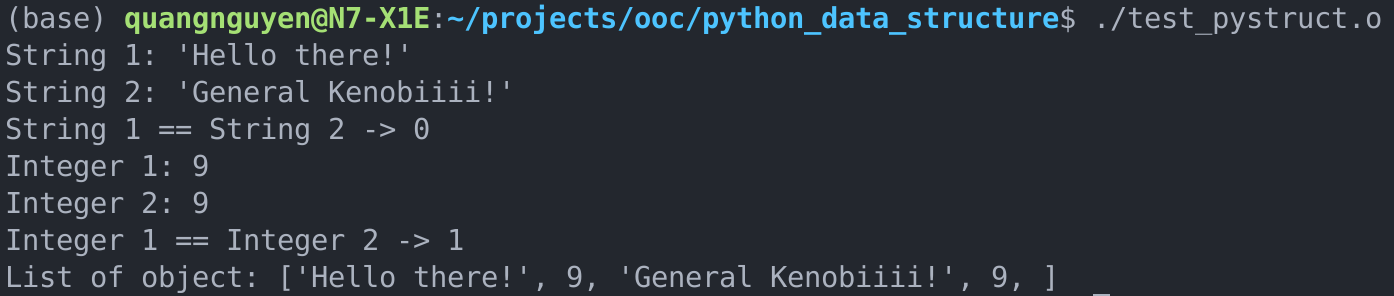 (base) quangnguyen@N7-X1E:~/projects/ooc/python_data_structure$ ./test_pystruct.o
String 1: 'Hello there!'
String 2: 'General Kenobiiii!'
String 1 == String 2 -> 0
Integer 1: 9
Integer 2: 9
Integer 1 == Integer 2 -> 1
List of object: ['Hello there!', 9, 'General Kenobiiii!', 9, ]